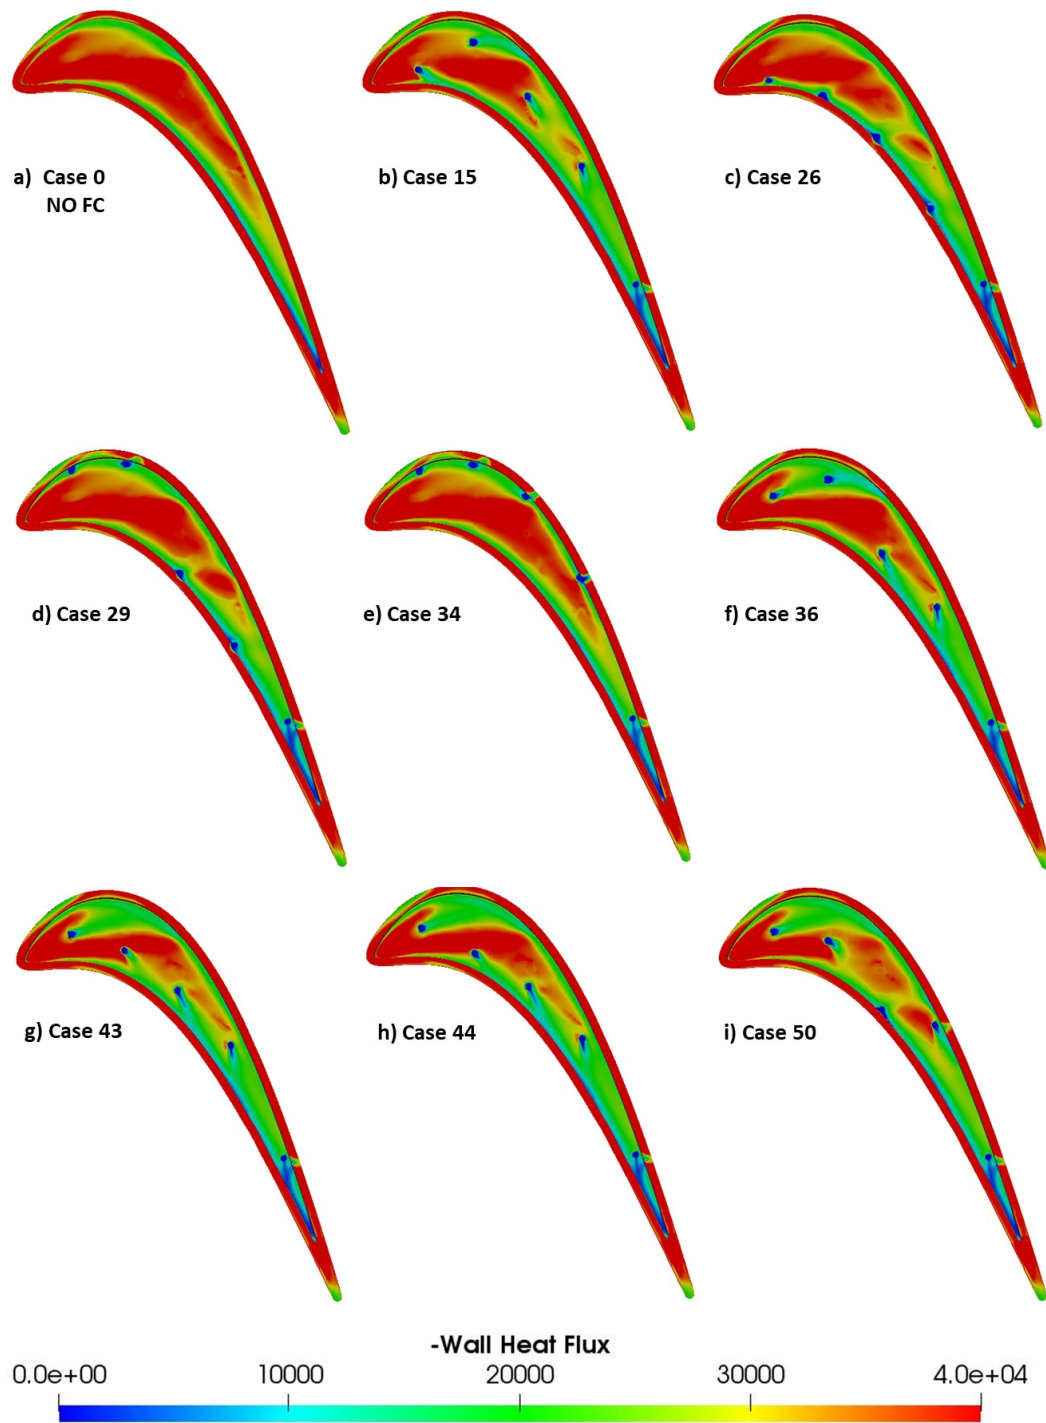 a) Case 0
NO FC
b) Case 15
c) Case 26
d) Case 29
e) Case 34
f) Case 36
g) Case 43
h) Case 44
i) Case 50
-Wall Heat Flux
0.0e+00 10000 20000 30000 4.0e+04